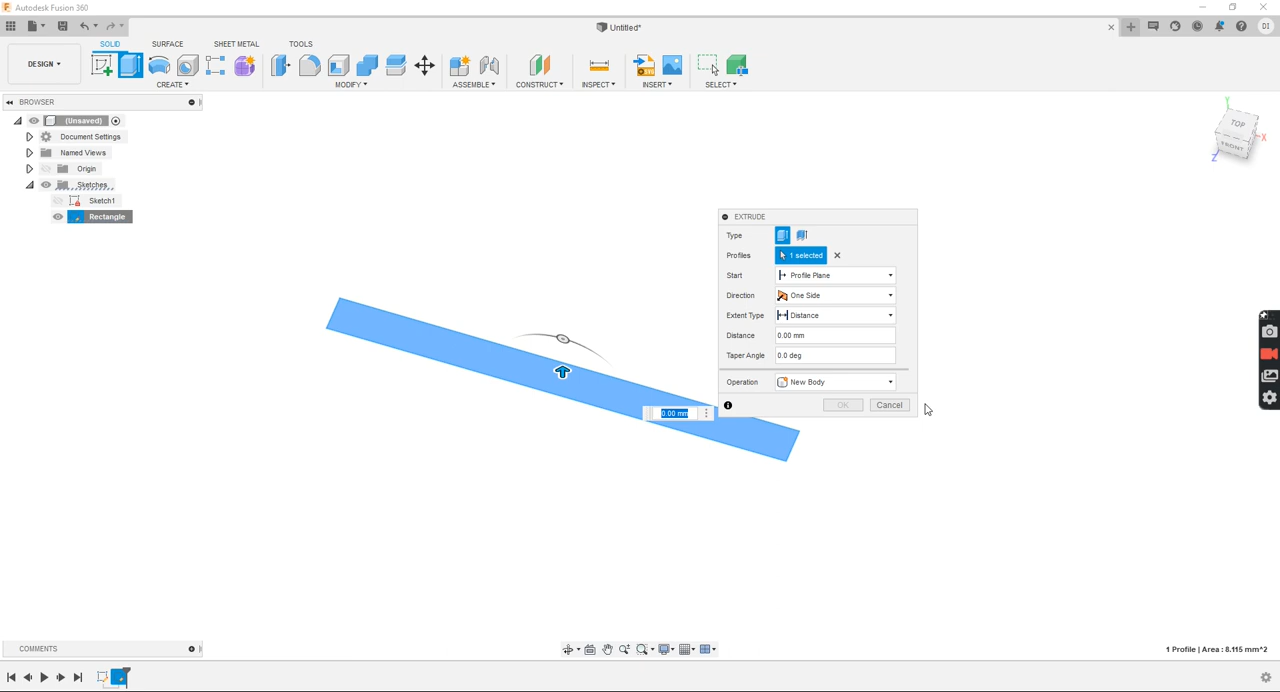 Autodesk Fusion 360
Untitled*
DI
DESIGN
SOLID
SURFACE
SHEET METAL
TOOLS
CREATE
MODIFY
ASSEMBLE
CONSTRUCT
INSPECT
INSERT
SELECT
BROWSER
(Unsaved)
Document Settings
Named Views
Origin
Sketches
Sketch1
Rectangle
Y
TOP
FRONT
X
Z
EXTRUDE
Type
Profiles
1 selected
Start
Profile Plane
Direction
One Side
Extent Type
Distance
Distance
0.00 mm
Taper Angle
0.0 deg
Operation
New Body
OK
Cancel
0.00 mm
COMMENTS
1 Profile | Area : 8.115 mm^2